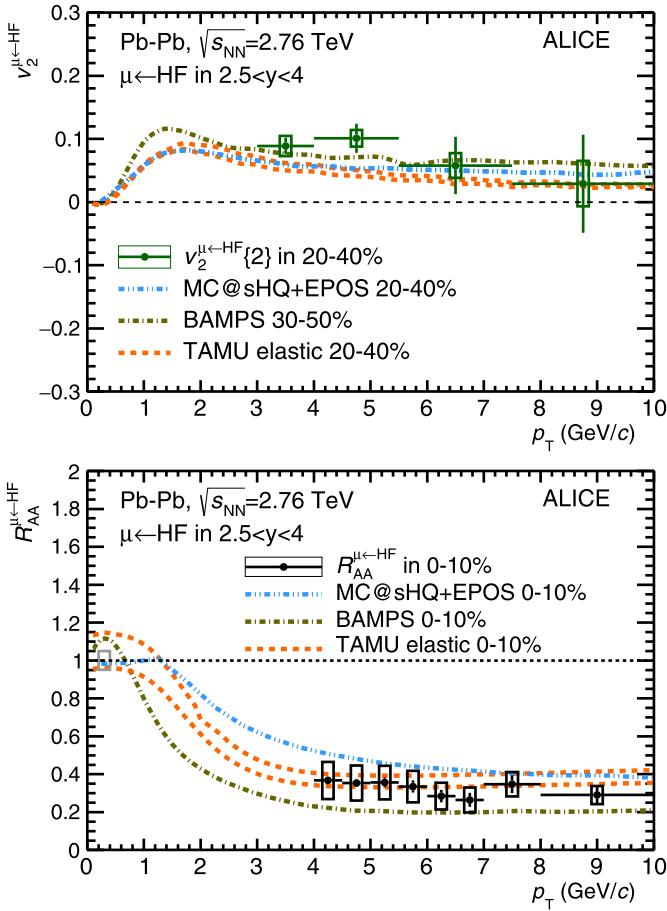 Pb-Pb, √sNN=2.76 TeV ALICE
μ←HF in 2.5<y<4
v2μ←HF
0.3
0.2
0.1
0
−0.1
−0.2
−0.3
v2μ←HF{2} in 20-40%
MC@sHQ+EPOS 20-40%
BAMPS 30-50%
TAMU elastic 20-40%
0 1 2 3 4 5 6 7 8 9 10
pT (GeV/c)
Pb-Pb, √sNN=2.76 TeV ALICE
μ←HF in 2.5<y<4
RAAμ←HF
2
1.8
1.6
1.4
1.2
1
0.8
0.6
0.4
0.2
0
RAAμ←HF in 0-10%
MC@sHQ+EPOS 0-10%
BAMPS 0-10%
TAMU elastic 0-10%
0 1 2 3 4 5 6 7 8 9 10
pT (GeV/c)